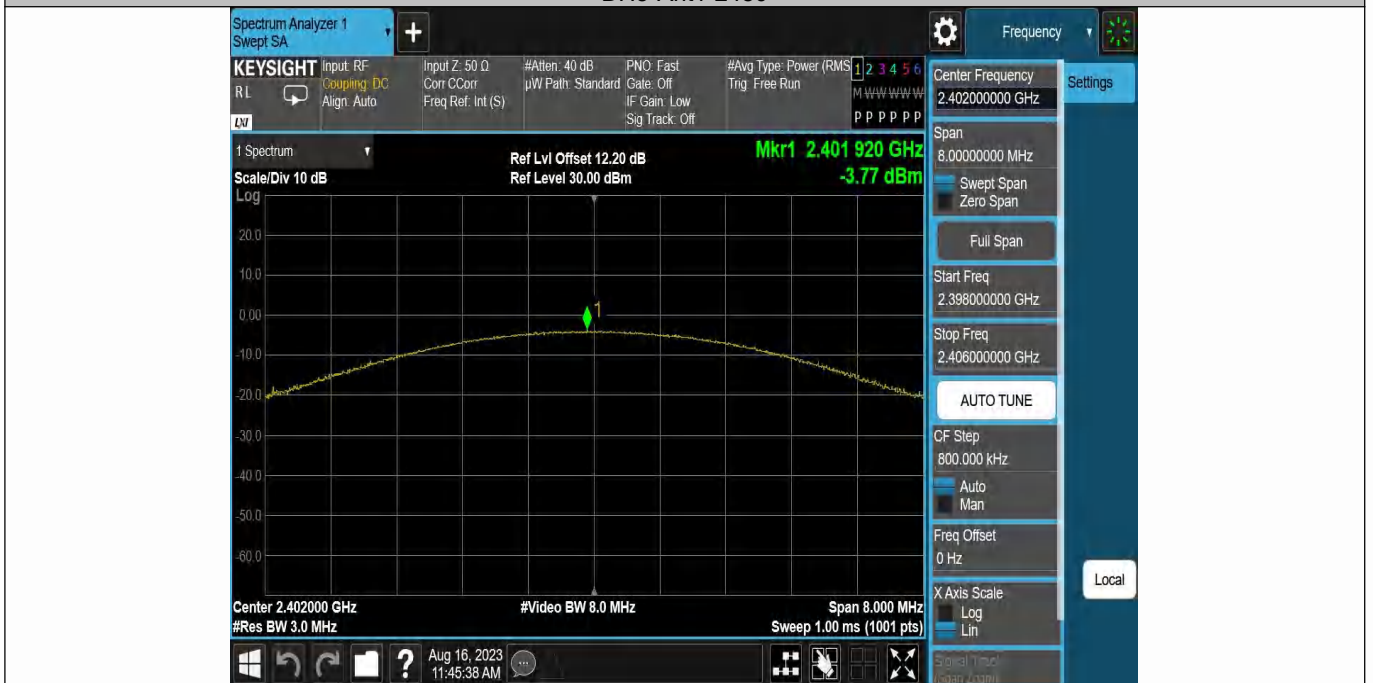 Spectrum Analyzer 1
Swept SA
Frequency
KEYSIGHT
RL
LXI
Input: RF
Coupling: DC
Align: Auto
Input Z: 50 Ω
Corr CCorr
Freq Ref: Int (S)
#Atten: 40 dB
µW Path: Standard
PNO: Fast
Gate: Off
IF Gain: Low
Sig Track: Off
#Avg Type: Power (RMS
Trig: Free Run
1 2 3 4 5 6
M W W W W W
P P P P P P
1 Spectrum
Scale/Div 10 dB
Ref Lvl Offset 12.20 dB
Ref Level 30.00 dBm
Mkr1 2.401 920 GHz
-3.77 dBm
Log
20.0
10.0
0.00
-10.0
-20.0
-30.0
-40.0
-50.0
-60.0
1
Center 2.402000 GHz
#Res BW 3.0 MHz
#Video BW 8.0 MHz
Span 8.000 MHz
Sweep 1.00 ms (1001 pts)
Aug 16, 2023
11:45:38 AM
Center Frequency
2.402000000 GHz
Settings
Span
8.00000000 MHz
Swept Span
Zero Span
Full Span
Start Freq
2.398000000 GHz
Stop Freq
2.406000000 GHz
AUTO TUNE
CF Step
800.000 kHz
Auto
Man
Freq Offset
0 Hz
X Axis Scale
Log
Lin
Local
Signal Track
(Span Zoom)